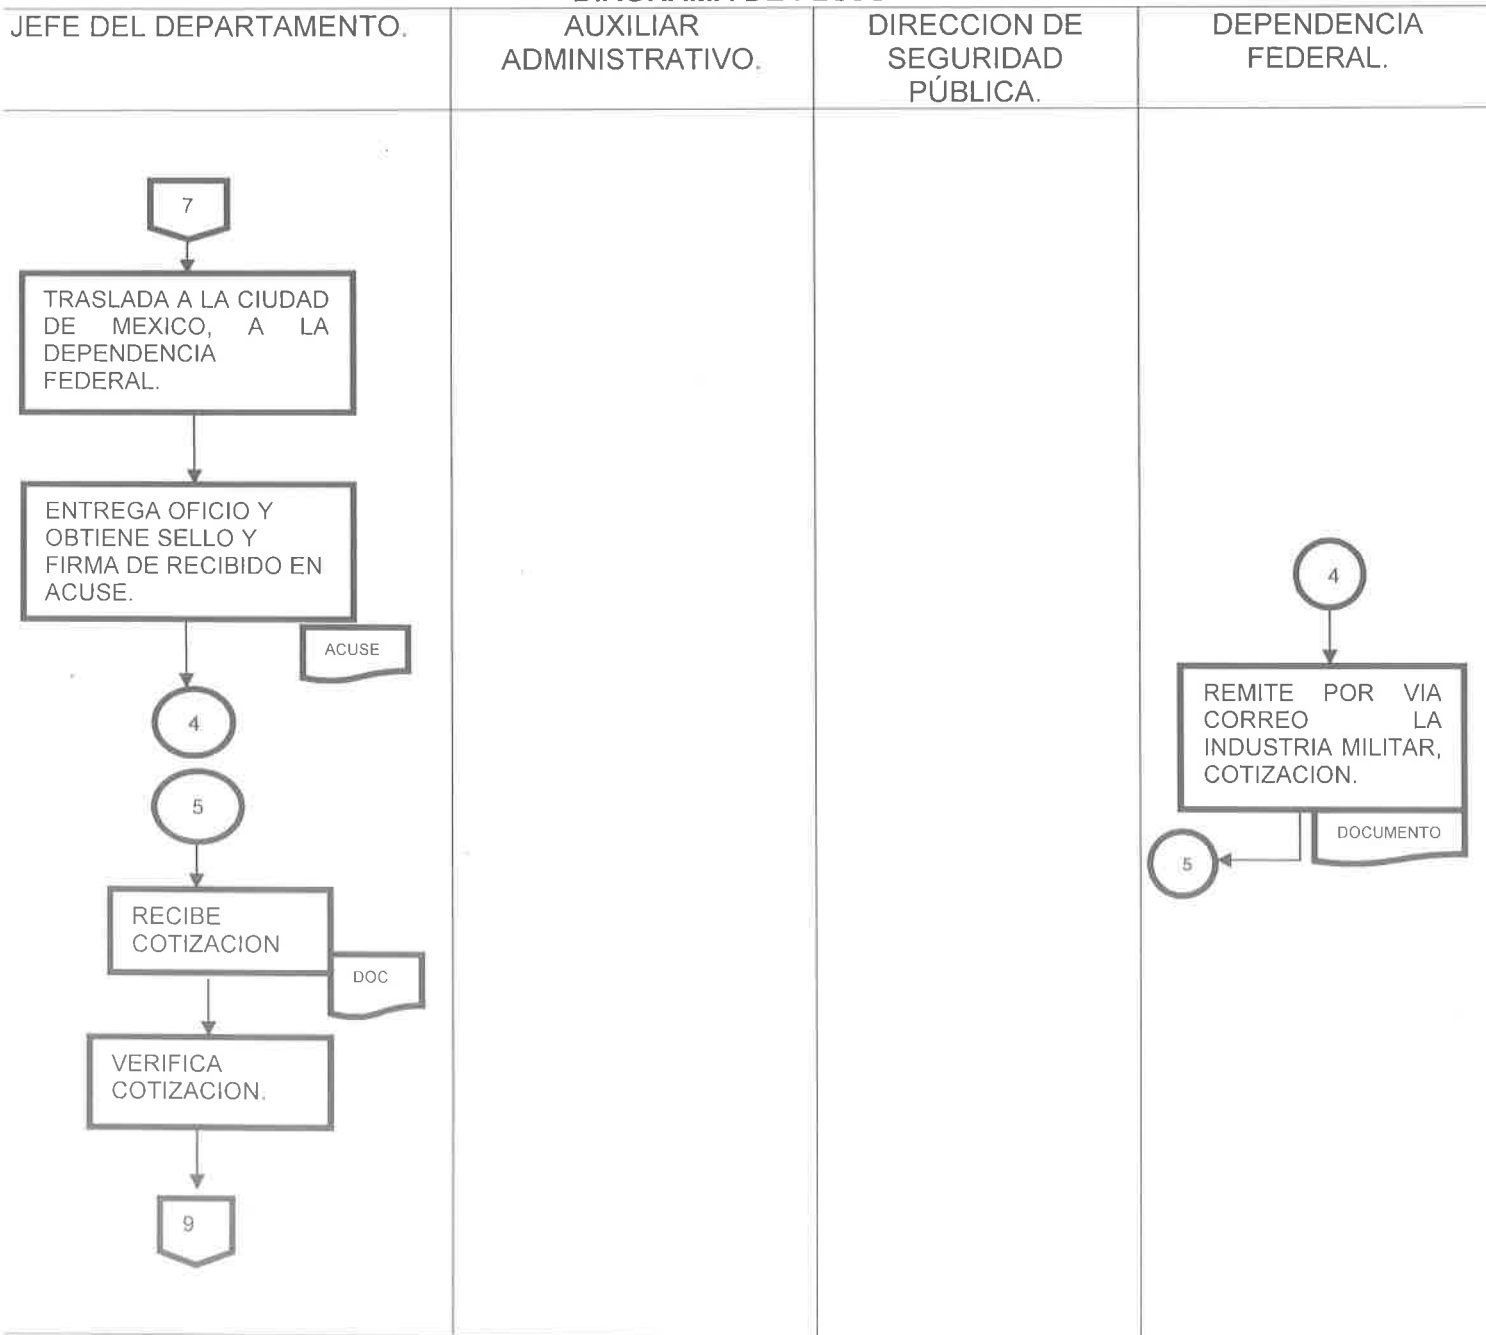 JEFE DEL DEPARTAMENTO.
AUXILIAR
ADMINISTRATIVO.
DIRECCION DE
SEGURIDAD
PÚBLICA.
DEPENDENCIA
FEDERAL.
7
TRASLADA A LA CIUDAD
DE MEXICO, A LA
DEPENDENCIA
FEDERAL.
ENTREGA OFICIO Y
OBTIENE SELLO Y
FIRMA DE RECIBIDO EN
ACUSE.
ACUSE
4
5
RECIBE
COTIZACION
DOC
VERIFICA
COTIZACION.
9
4
REMITE POR VIA
CORREO LA
INDUSTRIA MILITAR,
COTIZACION.
DOCUMENTO
5